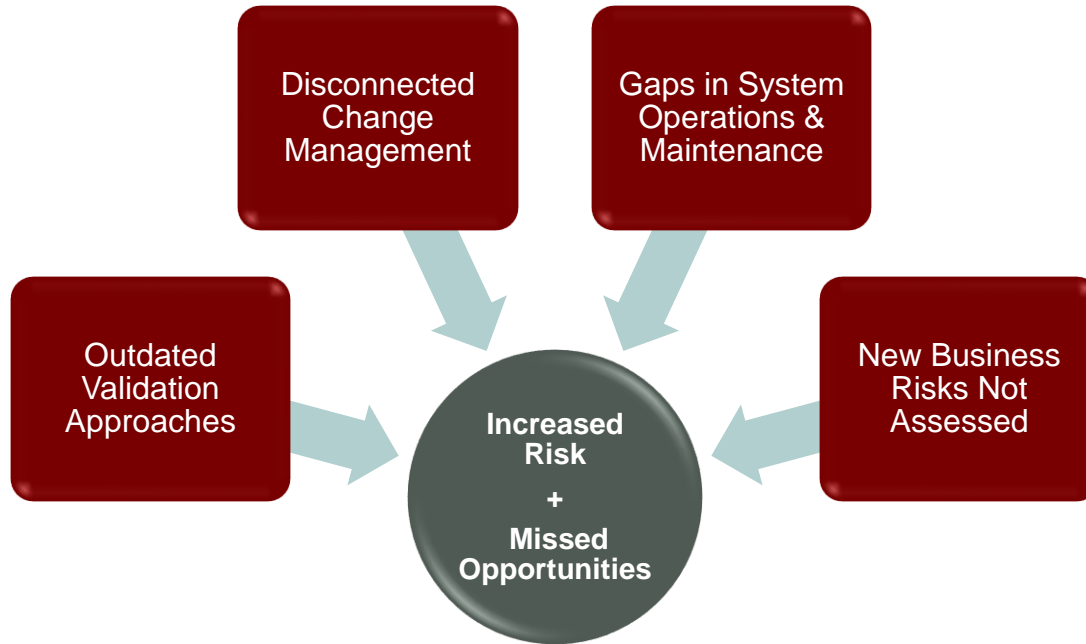 Disconnected
Change
Management
Gaps in System
Operations &
Maintenance
Outdated
Validation
Approaches
New Business
Risks Not
Assessed
Increased
Risk
+
Missed
Opportunities